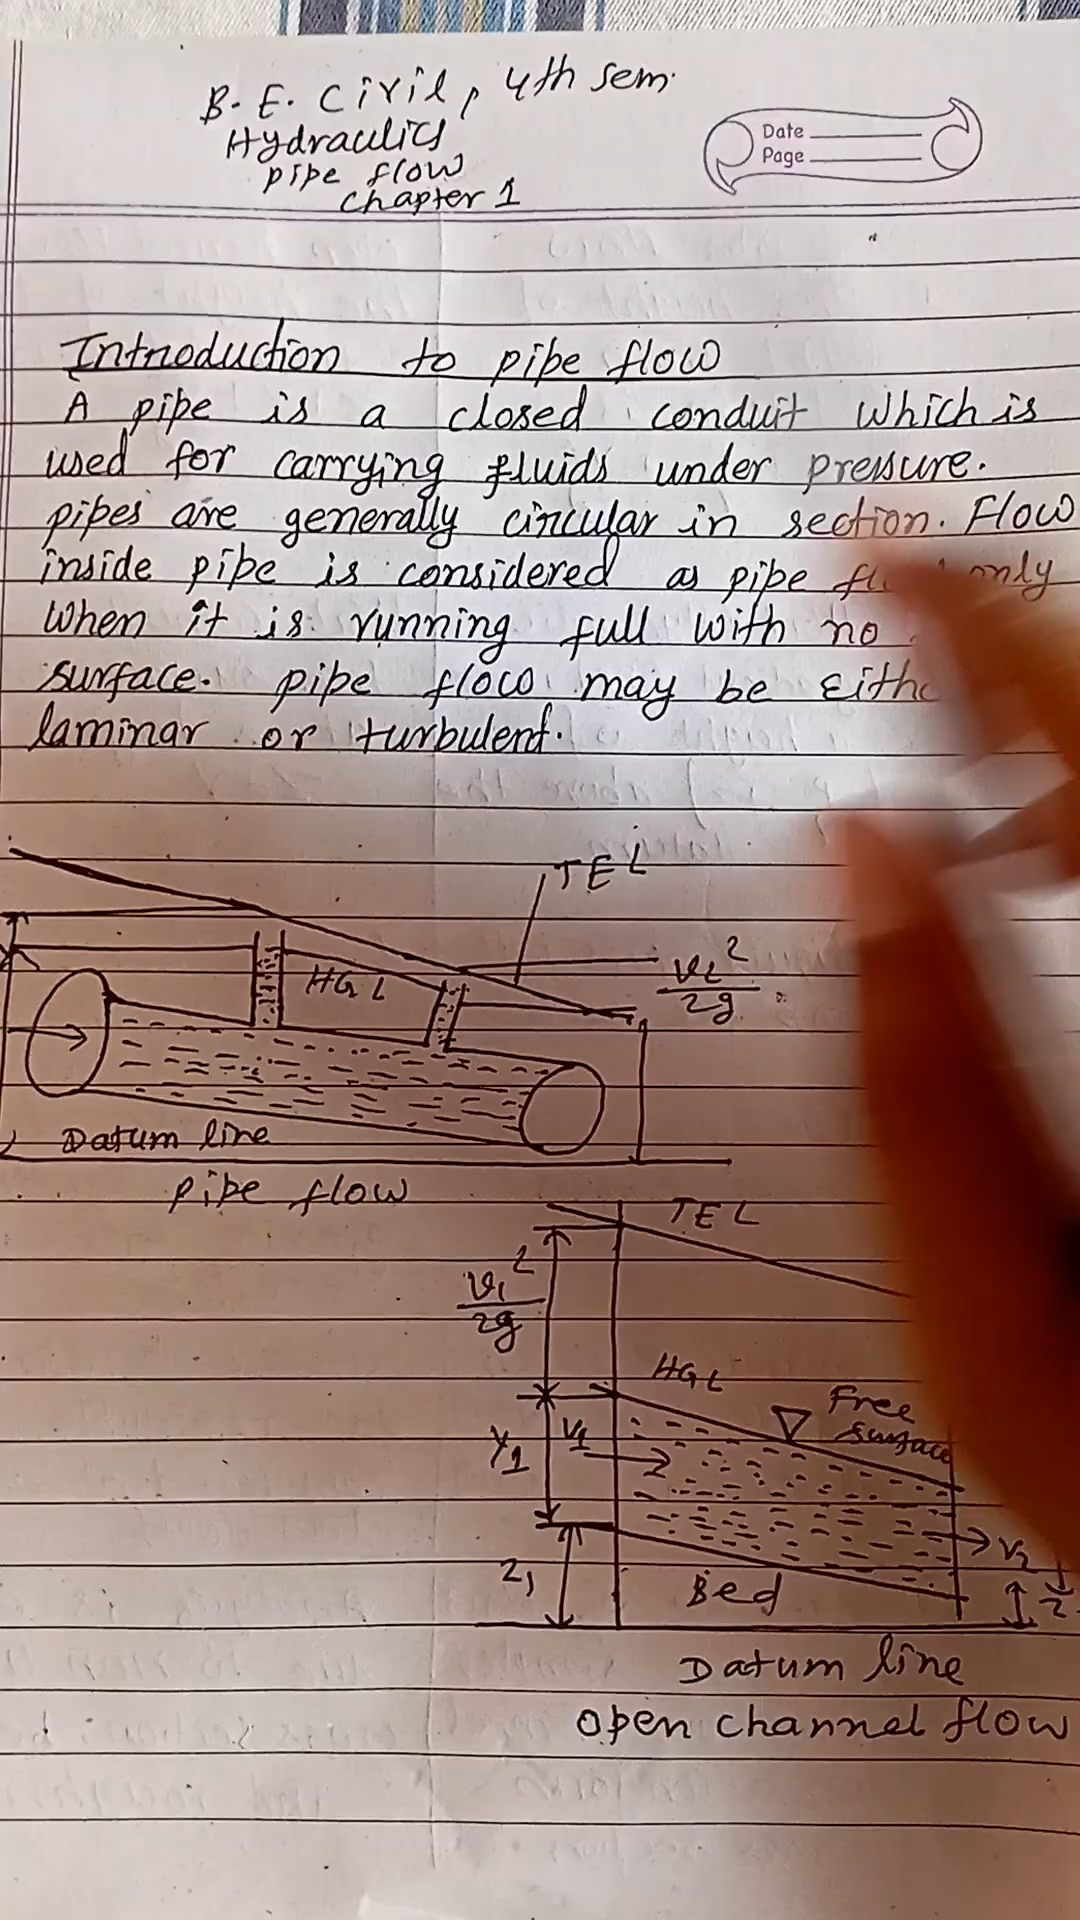 B.E. Civil, 4th sem.
Hydraulics
pipe flow
chapter 1
Date
Page
Introduction to pipe flow
A pipe is a closed conduit which is
used for carrying fluids under pressure.
pipes are generally circular in section. Flow
inside pipe is considered as pipe only
when it is running full with no
surface. pipe flow may be
laminar or turbulent.
TEL
HGL
V₂²/2g
Datum line
pipe flow
TEL
V₁²/2g
HGL
Free
surface
Y1 V1
V2
Z1
Bed
Datum line
open channel flow